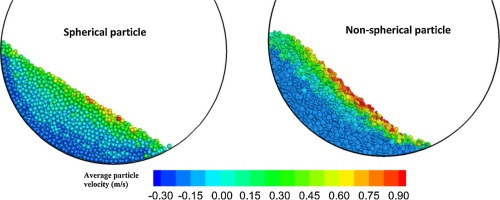 Spherical particle
Non-spherical particle
Average particle
velocity (m/s)
-0.30 -0.15 0.00 0.15 0.30 0.45 0.60 0.75 0.90